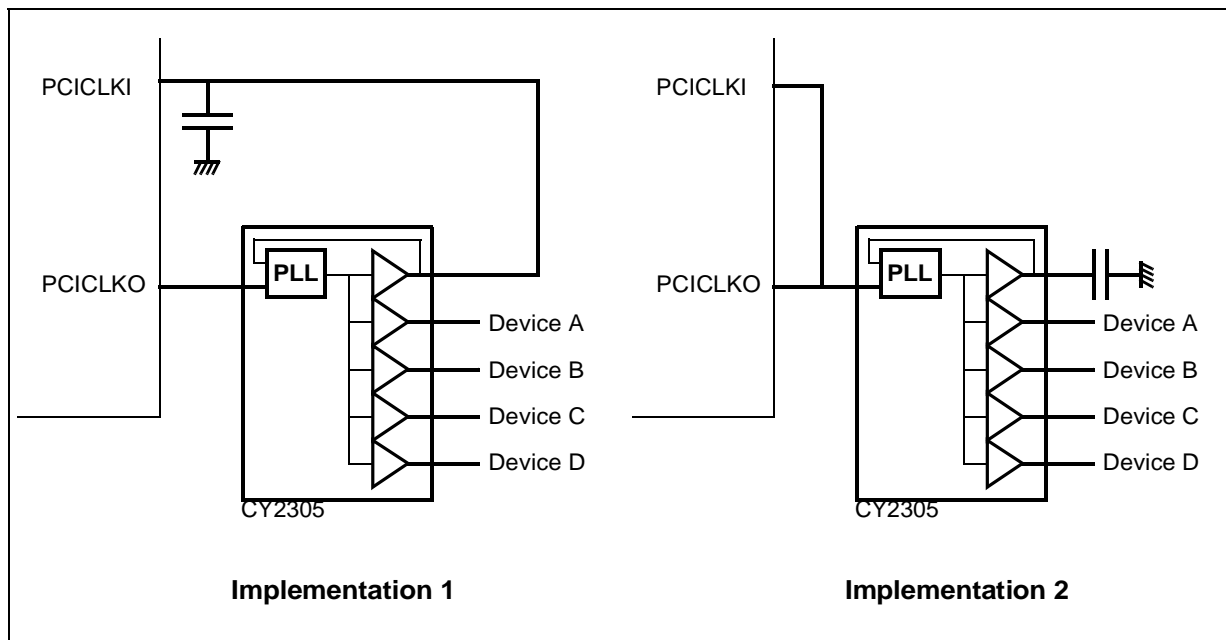 PCICLKI
PCICLKO
PLL
Device A
Device B
Device C
Device D
CY2305
Implementation 1
PCICLKI
PCICLKO
PLL
Device A
Device B
Device C
Device D
CY2305
Implementation 2